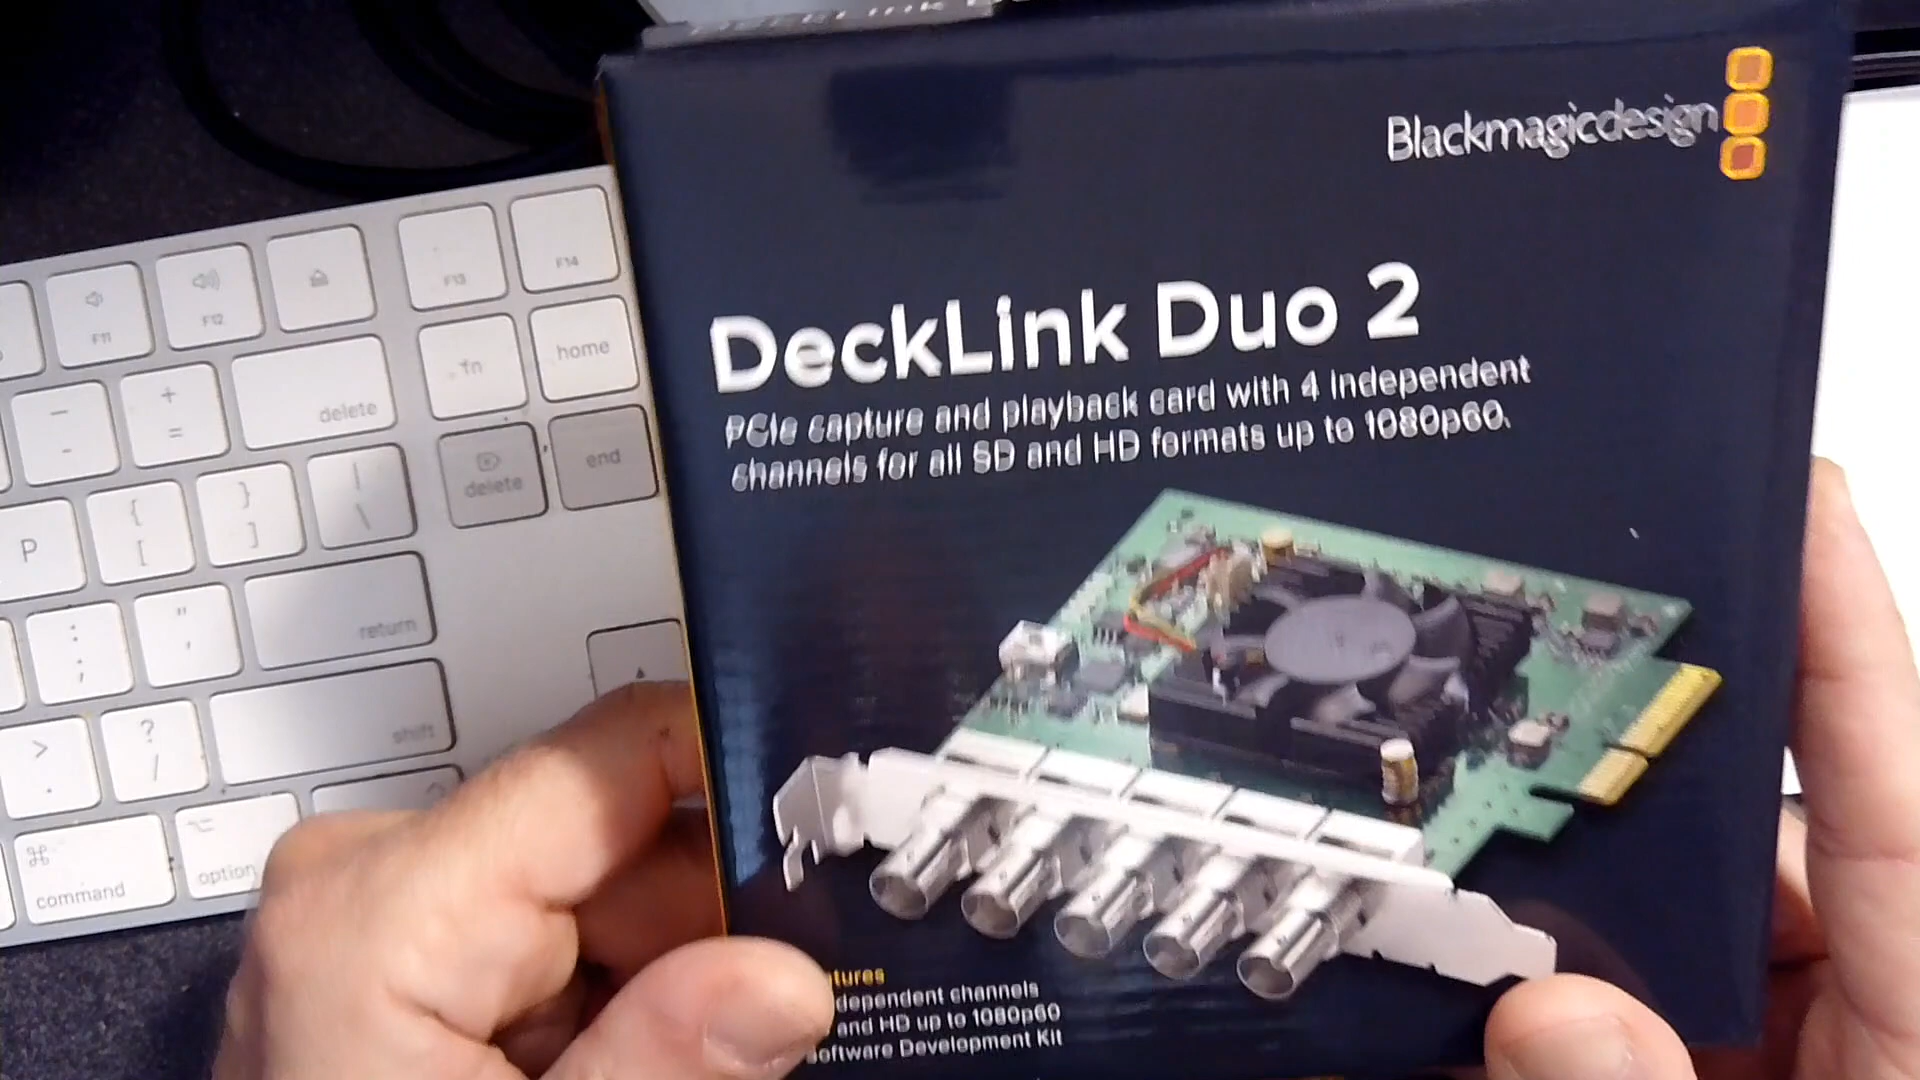 Blackmagicdesign
DeckLink Duo 2
PCIe capture and playback card with 4 independent
channels for all SD and HD formats up to 1080p60.
tures
dependent channels
and HD up to 1080p60
Software Development Kit
F11
F12
F13
F14
delete
fn
home
delete
end
P
return
shift
command
option
+
=
-
{
[
}
]
|
\
:
;
"
'
>
.
?
/